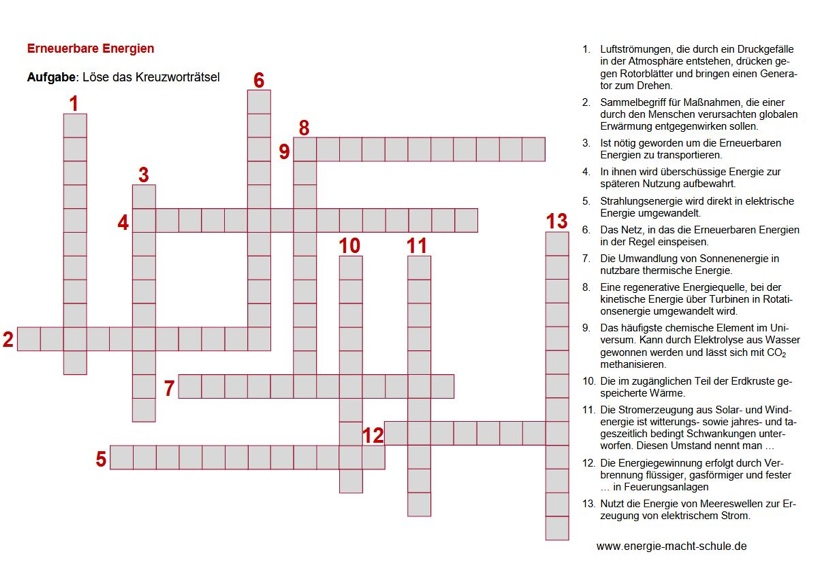 Erneuerbare Energien
Aufgabe: Löse das Kreuzworträtsel
6
1
8
9
3
4
13
10
11
2
7
12
5
1. Luftströmungen, die durch ein Druckgefälle
in der Atmosphäre entstehen, drücken ge-
gen Rotorblätter und bringen einen Genera-
tor zum Drehen.
2. Sammelbegriff für Maßnahmen, die einer
durch den Menschen verursachten globalen
Erwärmung entgegenwirken sollen.
3. Ist nötig geworden um die Erneuerbaren
Energien zu transportieren.
4. In ihnen wird überschüssige Energie zur
späteren Nutzung aufbewahrt.
5. Strahlungsenergie wird direkt in elektrische
Energie umgewandelt.
6. Das Netz, in das die Erneuerbaren Energien
in der Regel einspeisen.
7. Die Umwandlung von Sonnenenergie in
nutzbare thermische Energie.
8. Eine regenerative Energiequelle, bei der
kinetische Energie über Turbinen in Rotati-
onsenergie umgewandelt wird.
9. Das häufigste chemische Element im Uni-
versum. Kann durch Elektrolyse aus Wasser
gewonnen werden und lässt sich mit CO₂
methanisieren.
10. Die im zugänglichen Teil der Erdkruste ge-
speicherte Wärme.
11. Die Stromerzeugung aus Solar- und Wind-
energie ist witterungs- sowie jahres- und ta-
geszeitlich bedingt Schwankungen unter-
worfen. Diesen Umstand nennt man ...
12. Die Energiegewinnung erfolgt durch Ver-
brennung flüssiger, gasförmiger und fester
... in Feuerungsanlagen
13. Nutzt die Energie von Meereswellen zur Er-
zeugung von elektrischem Strom.
www.energie-macht-schule.de